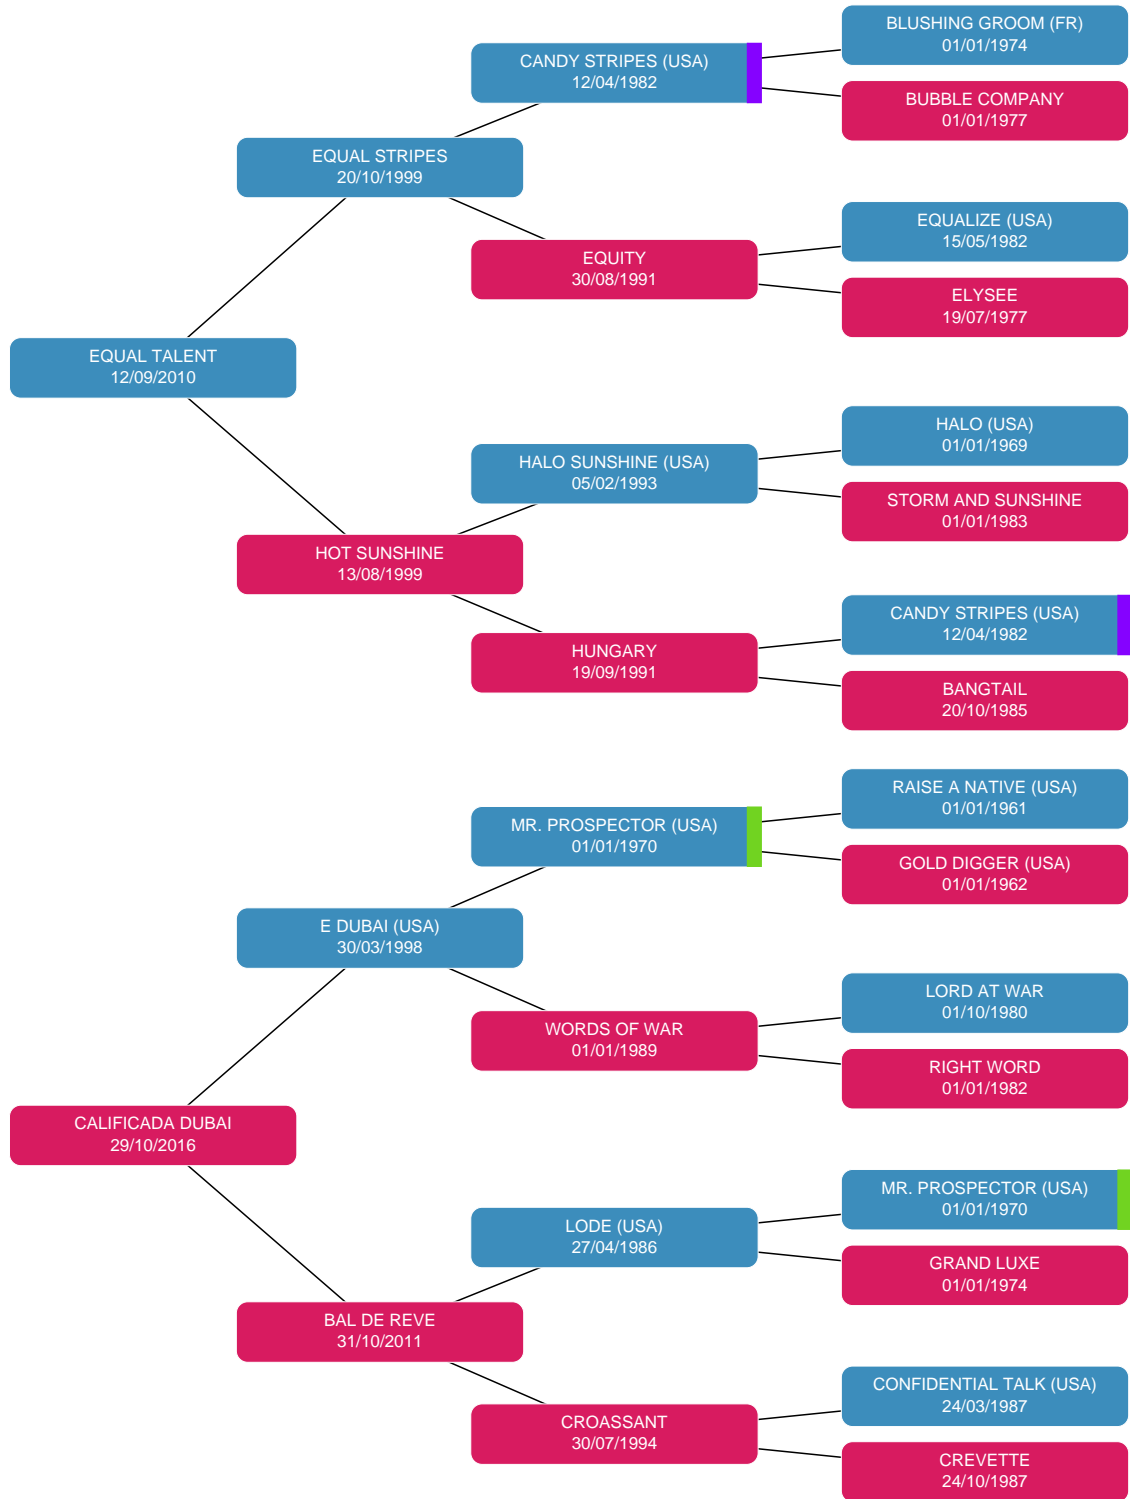 BLUSHING GROOM (FR)
01/01/1974
CANDY STRIPES (USA)
12/04/1982
BUBBLE COMPANY
01/01/1977
EQUAL STRIPES
20/10/1999
EQUALIZE (USA)
15/05/1982
EQUITY
30/08/1991
ELYSEE
19/07/1977
EQUAL TALENT
12/09/2010
HALO (USA)
01/01/1969
HALO SUNSHINE (USA)
05/02/1993
STORM AND SUNSHINE
01/01/1983
HOT SUNSHINE
13/08/1999
CANDY STRIPES (USA)
12/04/1982
HUNGARY
19/09/1991
BANGTAIL
20/10/1985
RAISE A NATIVE (USA)
01/01/1961
MR. PROSPECTOR (USA)
01/01/1970
GOLD DIGGER (USA)
01/01/1962
E DUBAI (USA)
30/03/1998
LORD AT WAR
01/10/1980
WORDS OF WAR
01/01/1989
RIGHT WORD
01/01/1982
CALIFICADA DUBAI
29/10/2016
MR. PROSPECTOR (USA)
01/01/1970
LODE (USA)
27/04/1986
GRAND LUXE
01/01/1974
BAL DE REVE
31/10/2011
CONFIDENTIAL TALK (USA)
24/03/1987
CROASSANT
30/07/1994
CREVETTE
24/10/1987